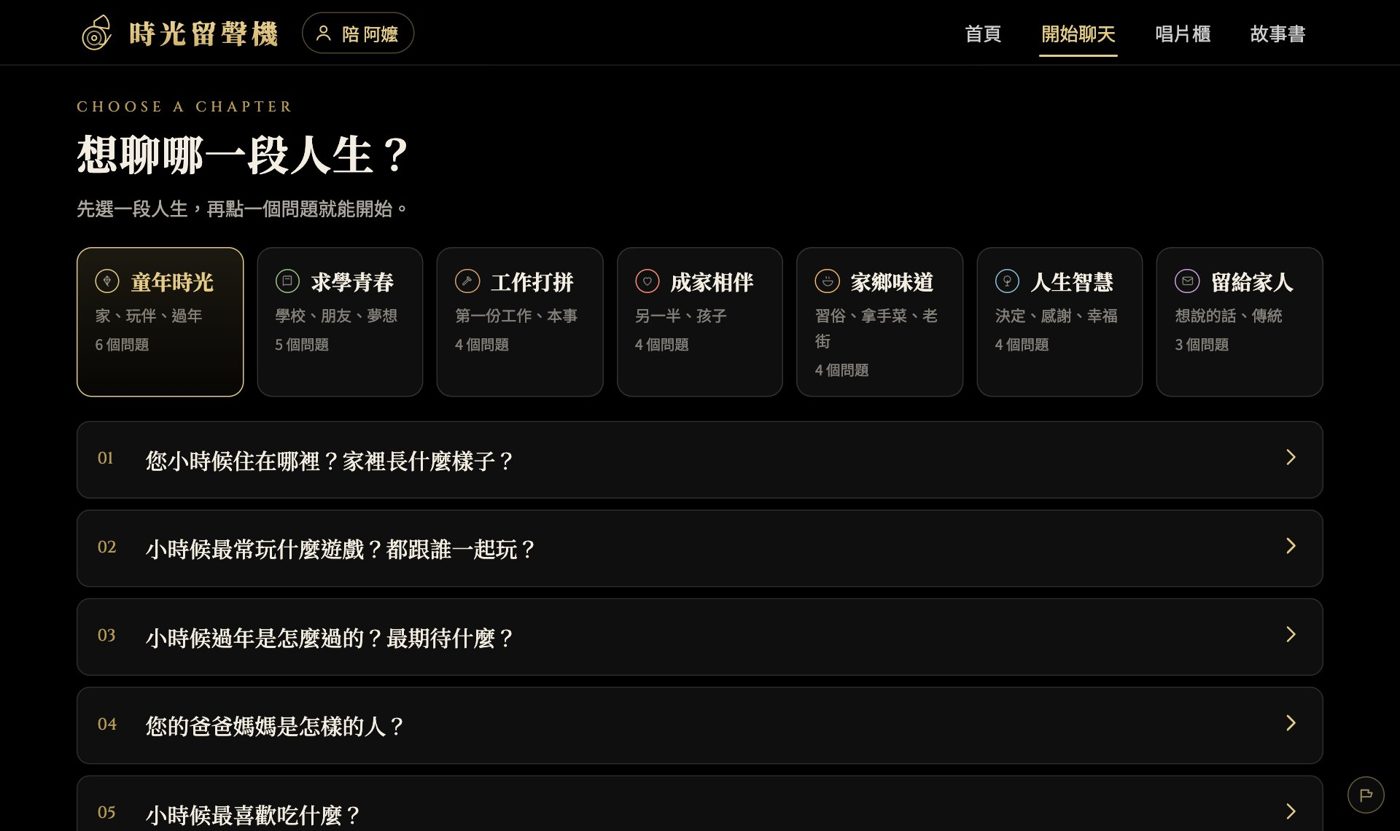 時光留聲機
陪 阿嬤
首頁
開始聊天
唱片櫃
故事書
CHOOSE A CHAPTER
想聊哪一段人生？
先選一段人生，再點一個問題就能開始。
童年時光
家、玩伴、過年
6 個問題
求學青春
學校、朋友、夢想
5 個問題
工作打拼
第一份工作、本事
4 個問題
成家相伴
另一半、孩子
4 個問題
家鄉味道
習俗、拿手菜、老
街
4 個問題
人生智慧
決定、感謝、幸福
4 個問題
留給家人
想說的話、傳統
3 個問題
01 您小時候住在哪裡？家裡長什麼樣子？
02 小時候最常玩什麼遊戲？都跟誰一起玩？
03 小時候過年是怎麼過的？最期待什麼？
04 您的爸爸媽媽是怎樣的人？
05 小時候最喜歡吃什麼？